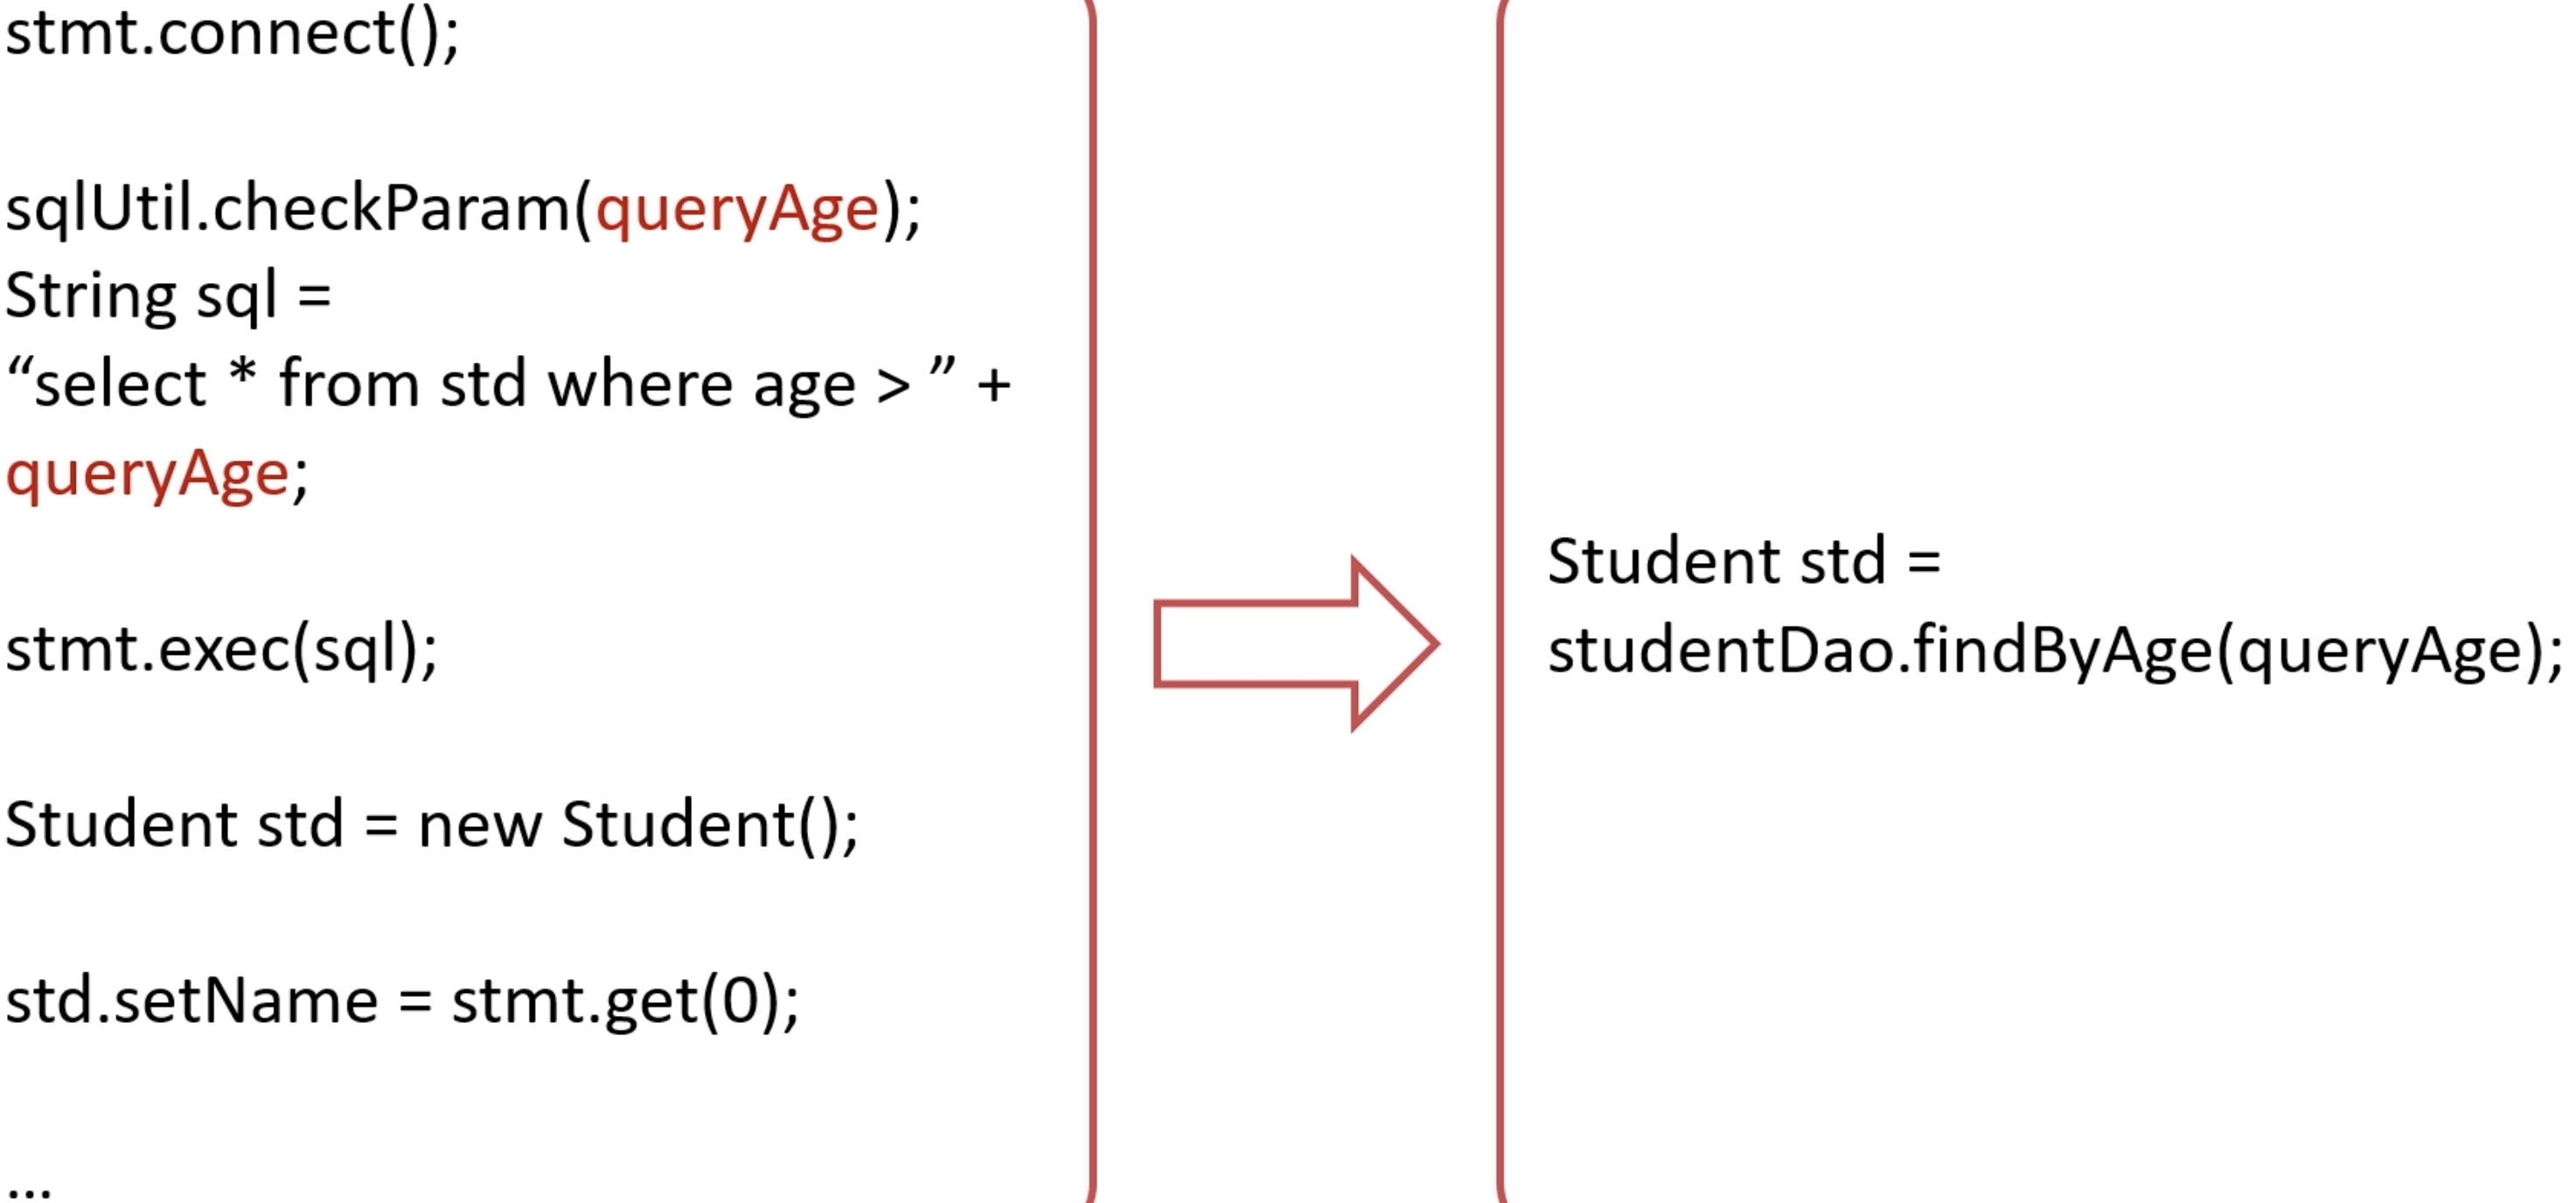 stmt.connect();
sqlUtil.checkParam(queryAge);
String sql =
“select * from std where age > ” +
queryAge;
stmt.exec(sql);
Student std = new Student();
std.setName = stmt.get(0);
...
Student std =
studentDao.findByAge(queryAge);